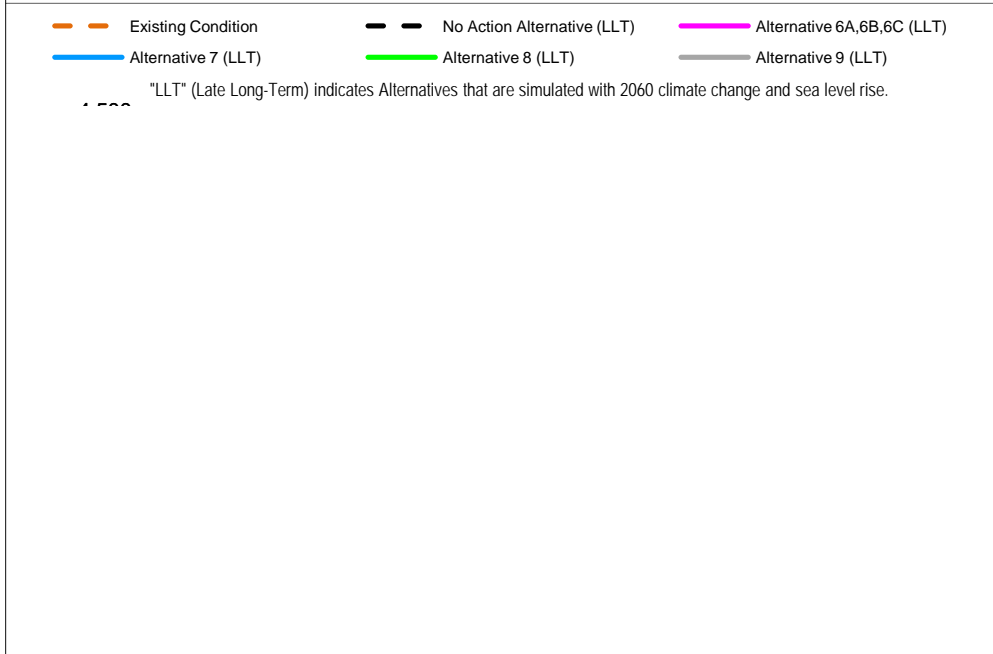 Existing Condition No Action Alternative (LLT) Alternative 6A,6B,6C (LLT)
Alternative 7 (LLT) Alternative 8 (LLT) Alternative 9 (LLT)
"LLT" (Late Long-Term) indicates Alternatives that are simulated with 2060 climate change and sea level rise.